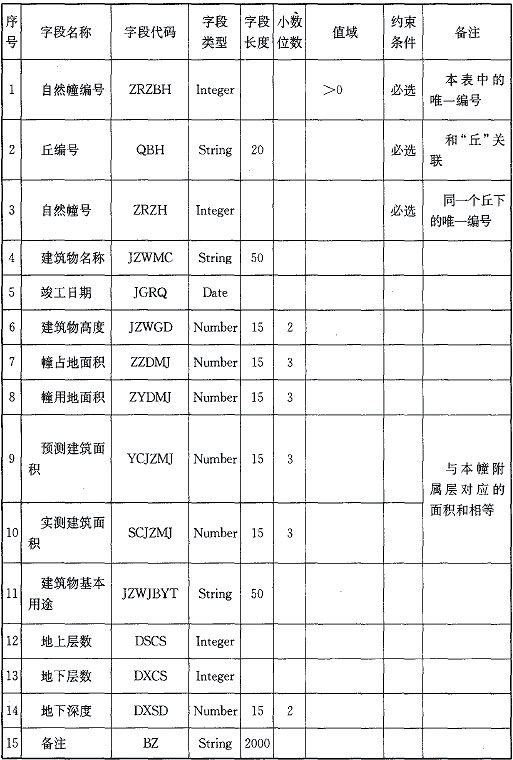 序号 字段名称 字段代码 字段类型 字段长度 小数位数 值域 约束条件 备注
1 自然幢编号 ZRZBH Integer >0 必选 本表中的唯一编号
2 丘编号 QBH String 20 必选 和“丘”关联
3 自然幢号 ZRZH Integer 必选 同一个丘下的唯一编号
4 建筑物名称 JZWMC String 50
5 竣工日期 JGRQ Date
6 建筑物高度 JZWGD Number 15 2
7 幢占地面积 ZZDMJ Number 15 3
8 幢用地面积 ZYDMJ Number 15 3
9 预测建筑面积 YCJZMJ Number 15 3 与本幢附属层对应的面积和相等
10 实测建筑面积 SCJZMJ Number 15 3
11 建筑物基本用途 JZWJBYT String 50
12 地上层数 DSCS Integer
13 地下层数 DXCS Integer
14 地下深度 DXSD Number 15 2
15 备注 BZ String 2000